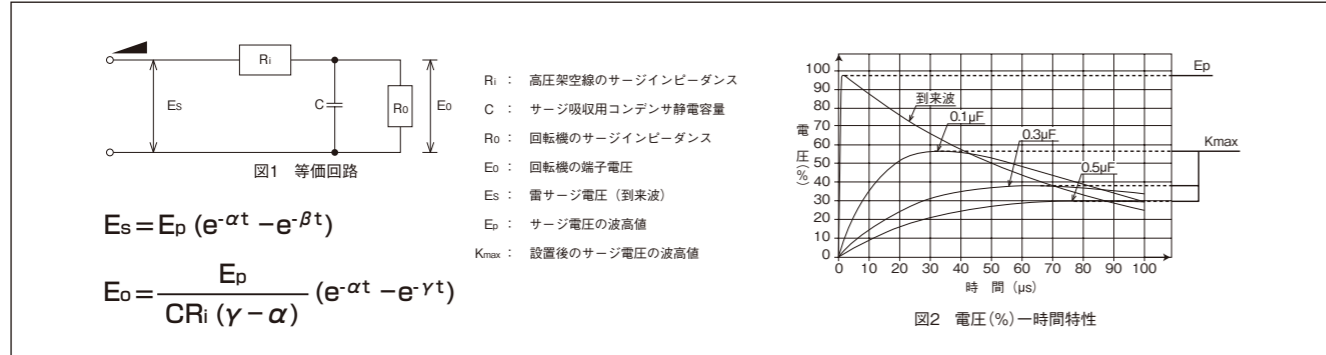 Ri
C
Ro
Es
Eo
図1　等価回路
Es＝Ep (e-αt －e-βt)
Eo＝Ep/CRi (γ－α) (e-αt －e-γt)
Ri ： 高圧架空線のサージインピーダンス
C ： サージ吸収用コンデンサ静電容量
Ro ： 回転機のサージインピーダンス
Eo ： 回転機の端子電圧
Es ： 雷サージ電圧（到来波）
Ep ： サージ電圧の波高値
Kmax ： 設置後のサージ電圧の波高値
電圧(%)
100
90
80
70
60
50
40
30
20
10
0
到来波
0.1μF
0.3μF
0.5μF
Ep
Kmax
0 10 20 30 40 50 60 70 80 90 100
時　間 (μs)
図2　電圧(%)ー時間特性